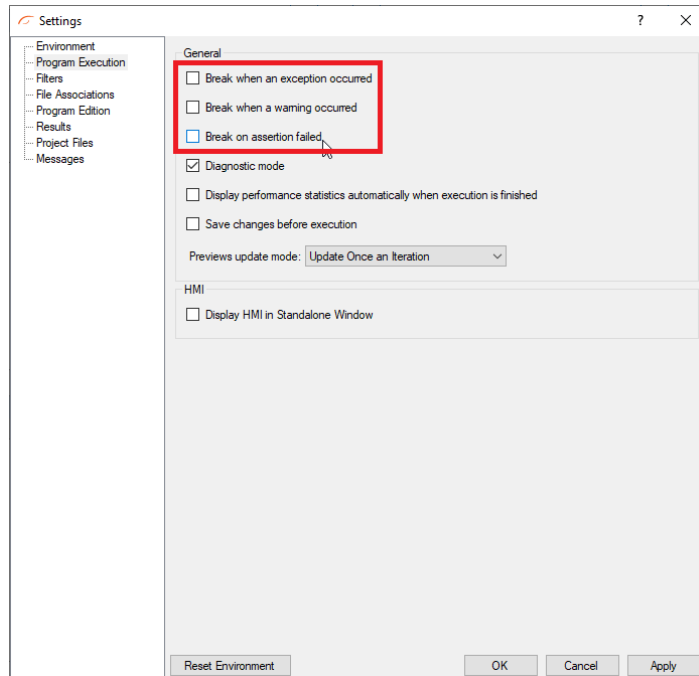 Settings
?
Environment
Program Execution
Filters
File Associations
Program Edition
Results
Project Files
Messages
General
Break when an exception occurred
Break when a warning occurred
Break on assertion failed
Diagnostic mode
Display performance statistics automatically when execution is finished
Save changes before execution
Previews update mode: Update Once an Iteration
HMI
Display HMI in Standalone Window
Reset Environment OK Cancel Apply